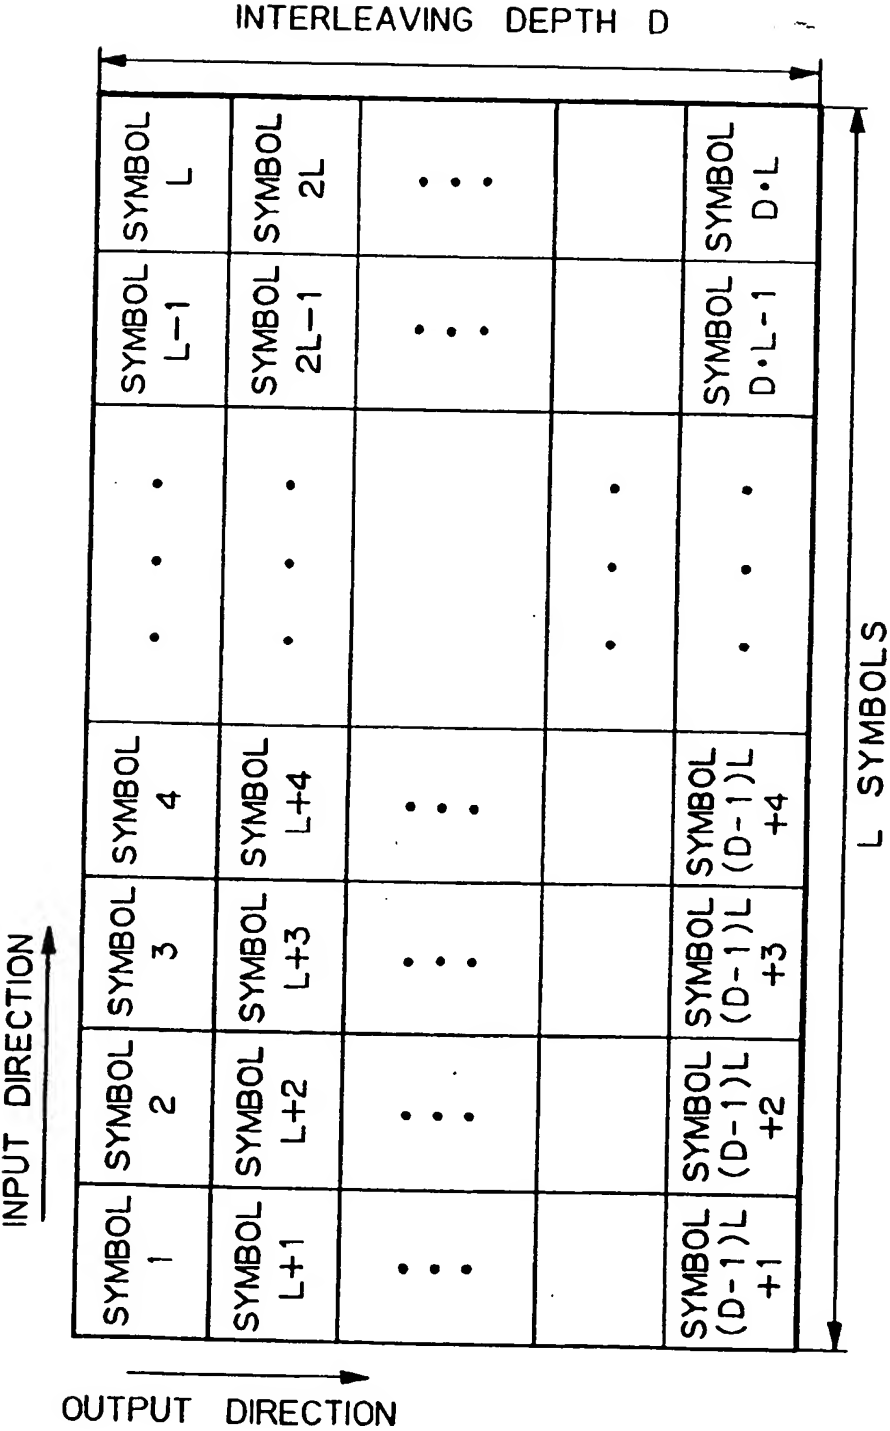 INTERLEAVING DEPTH D
SYMBOL
L
SYMBOL
2L
SYMBOL
D•L
SYMBOL
L-1
SYMBOL
2L-1
SYMBOL
D•L-1
SYMBOL
4
SYMBOL
L+4
SYMBOL
(D-1)L
+4
SYMBOL
3
SYMBOL
L+3
SYMBOL
(D-1)L
+3
SYMBOL
2
SYMBOL
L+2
SYMBOL
(D-1)L
+2
SYMBOL
1
SYMBOL
L+1
SYMBOL
(D-1)L
+1
L SYMBOLS
INPUT DIRECTION
OUTPUT DIRECTION